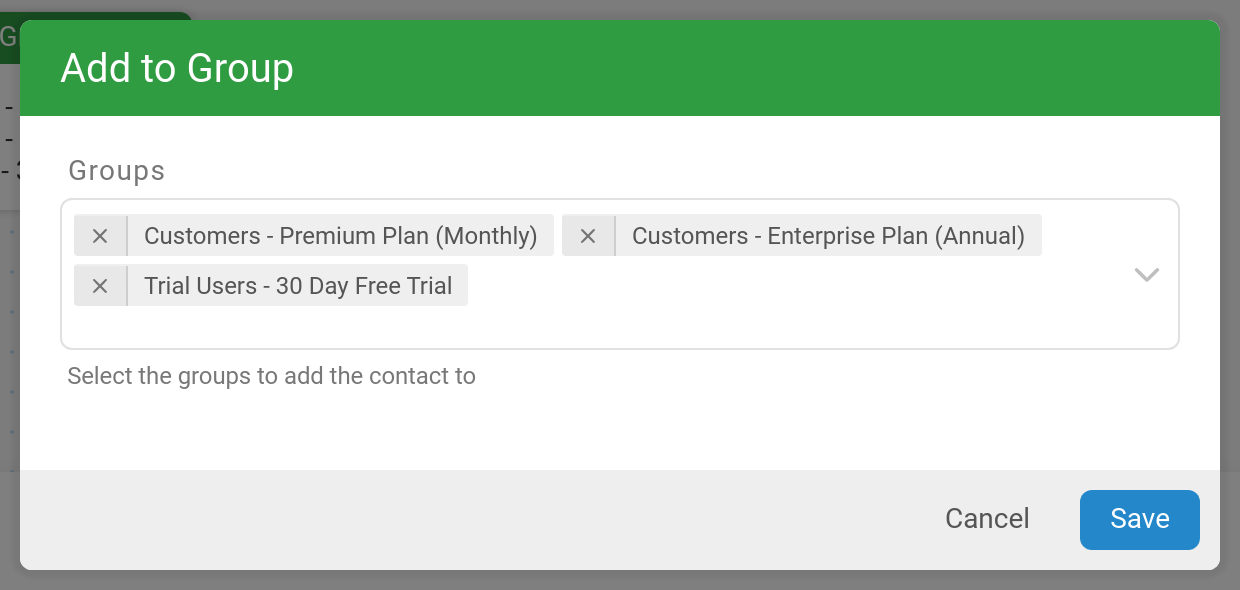 Add to Group
Groups
Customers - Premium Plan (Monthly) Customers - Enterprise Plan (Annual)
Trial Users - 30 Day Free Trial
Select the groups to add the contact to
Cancel Save